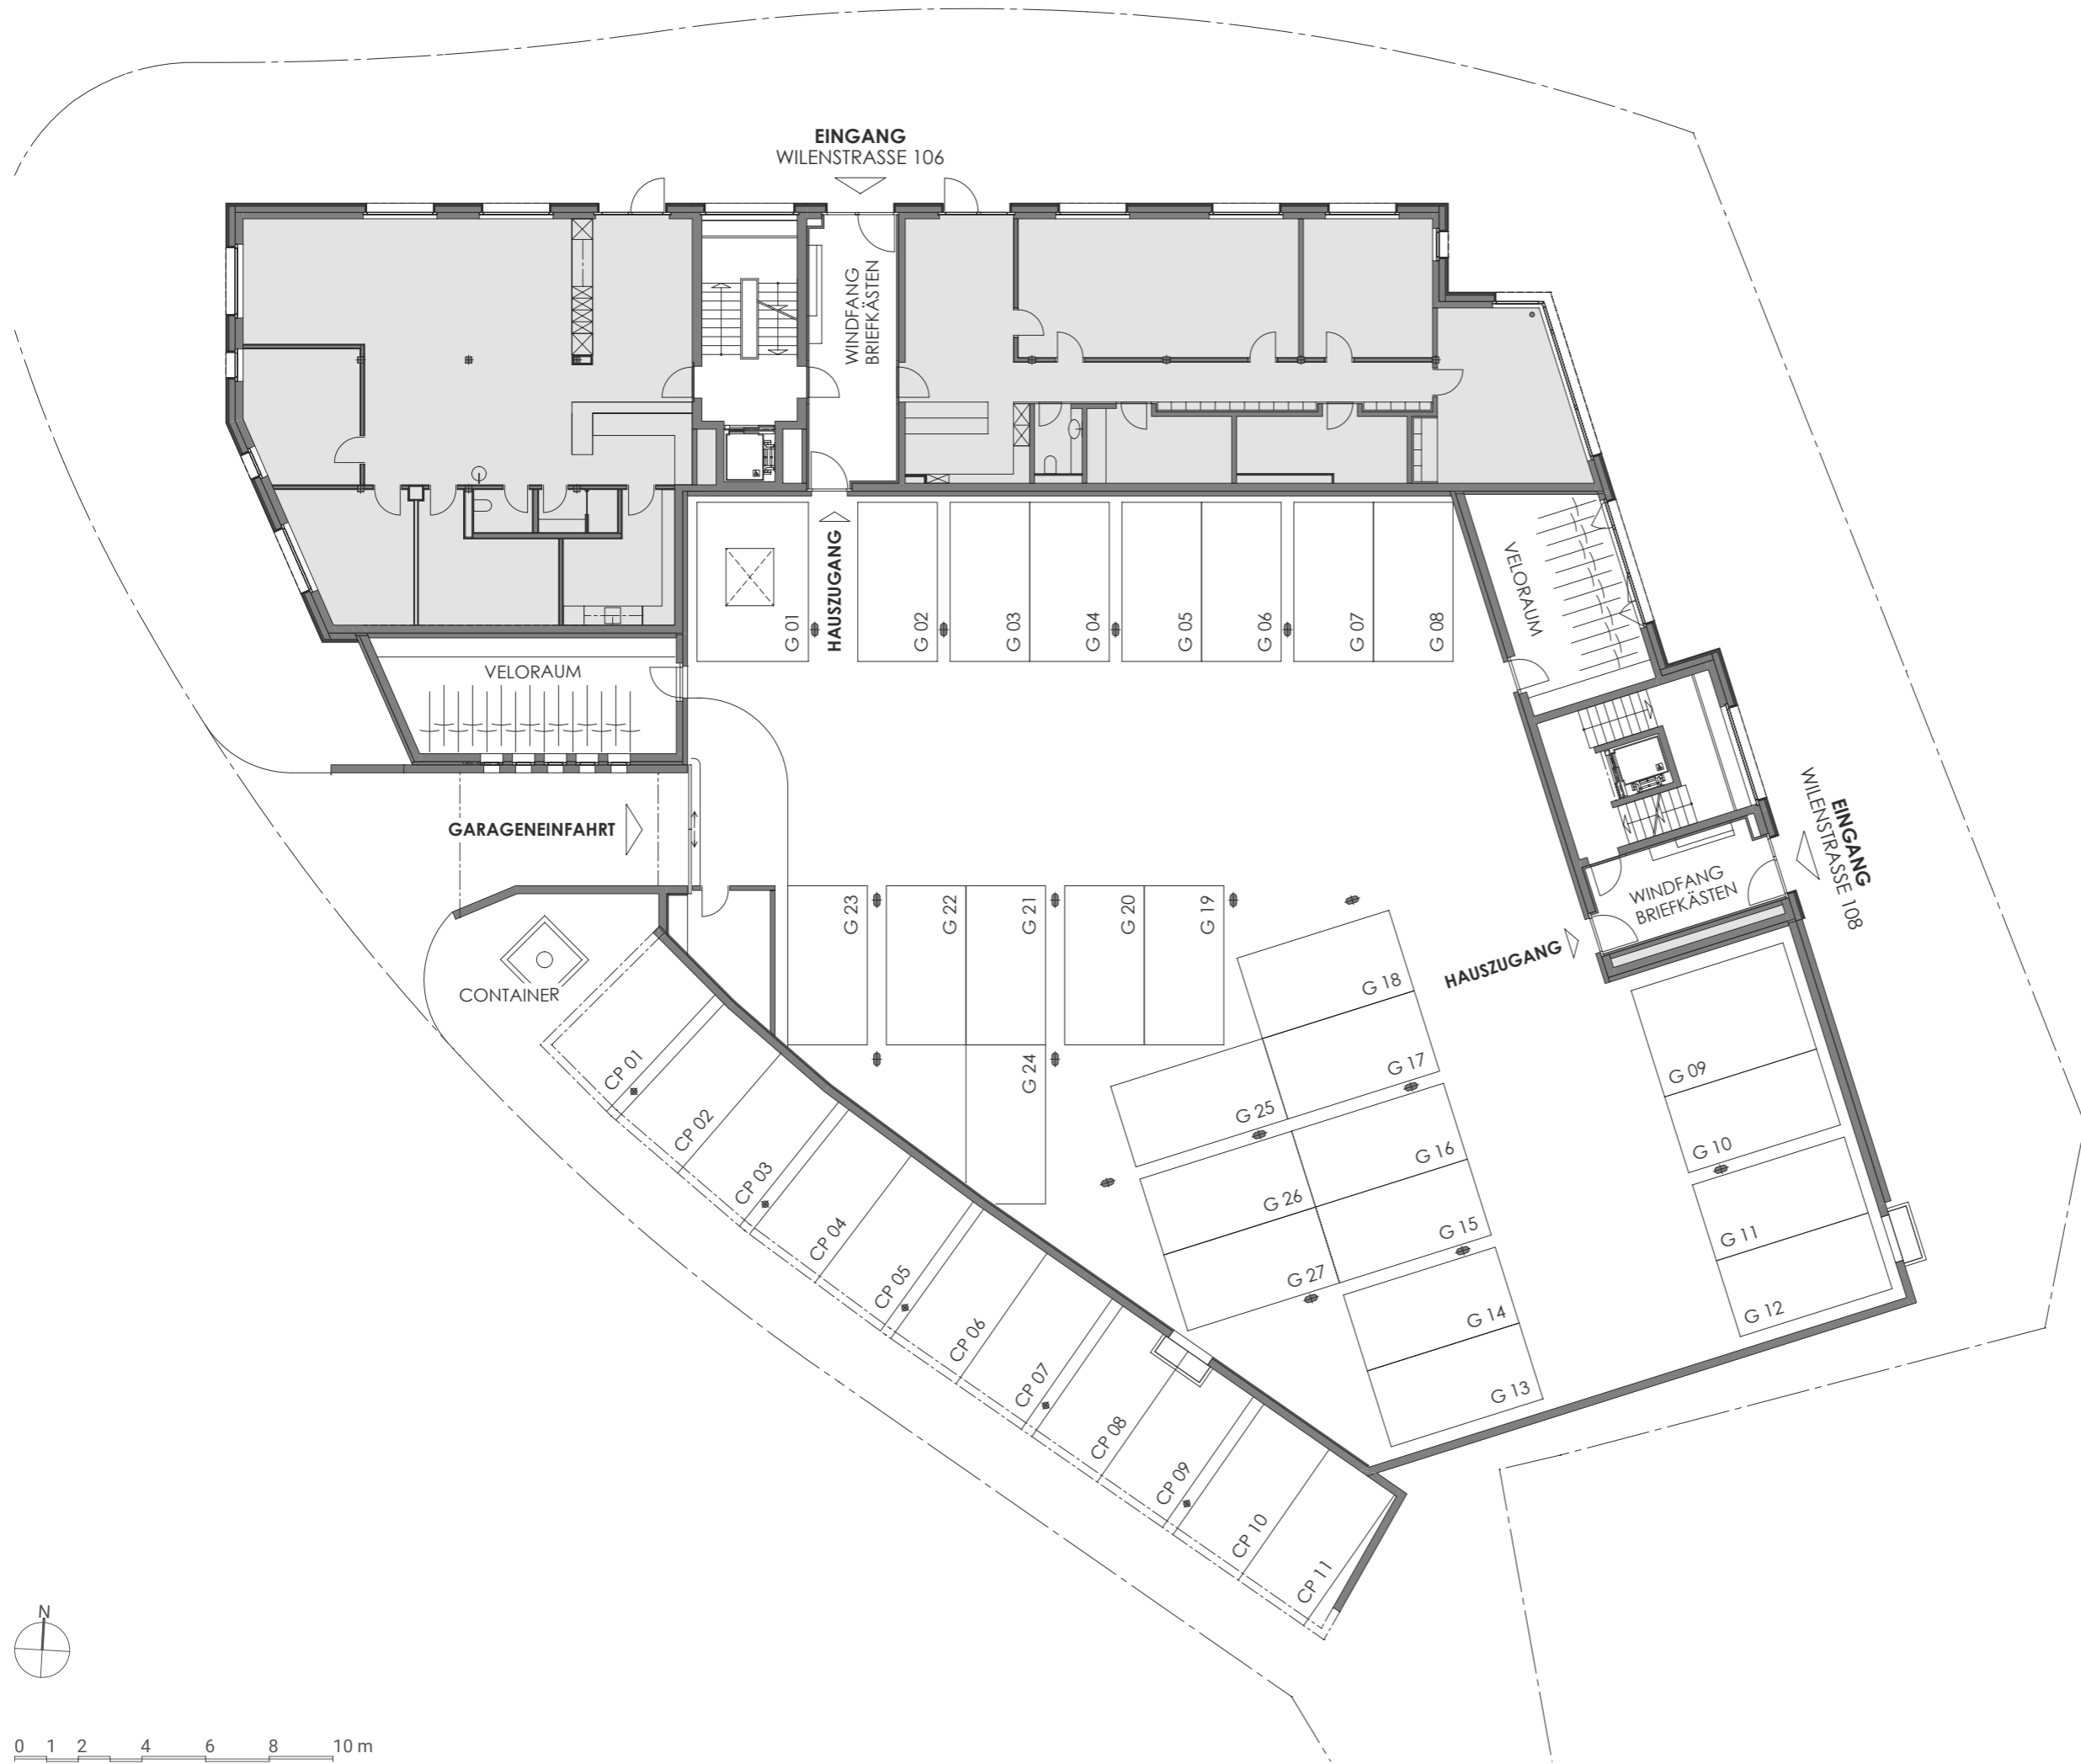 EINGANG
WILENSTRASSE 106
WINDFANG
BRIEFKÄSTEN
HAUSZUGANG
G 01
G 02
G 03
G 04
G 05
G 06
G 07
G 08
VELORAUM
VELORAUM
GARAGENEINFAHRT
EINGANG
WILENSTRASSE 108
WINDFANG
BRIEFKÄSTEN
HAUSZUGANG
CONTAINER
G 23
G 22
G 21
G 20
G 19
G 24
G 18
G 17
G 25
G 16
G 26
G 15
G 27
G 14
G 13
G 09
G 10
G 11
G 12
CP 01
CP 02
CP 03
CP 04
CP 05
CP 06
CP 07
CP 08
CP 09
CP 10
CP 11
N
0 1 2 4 6 8 10 m